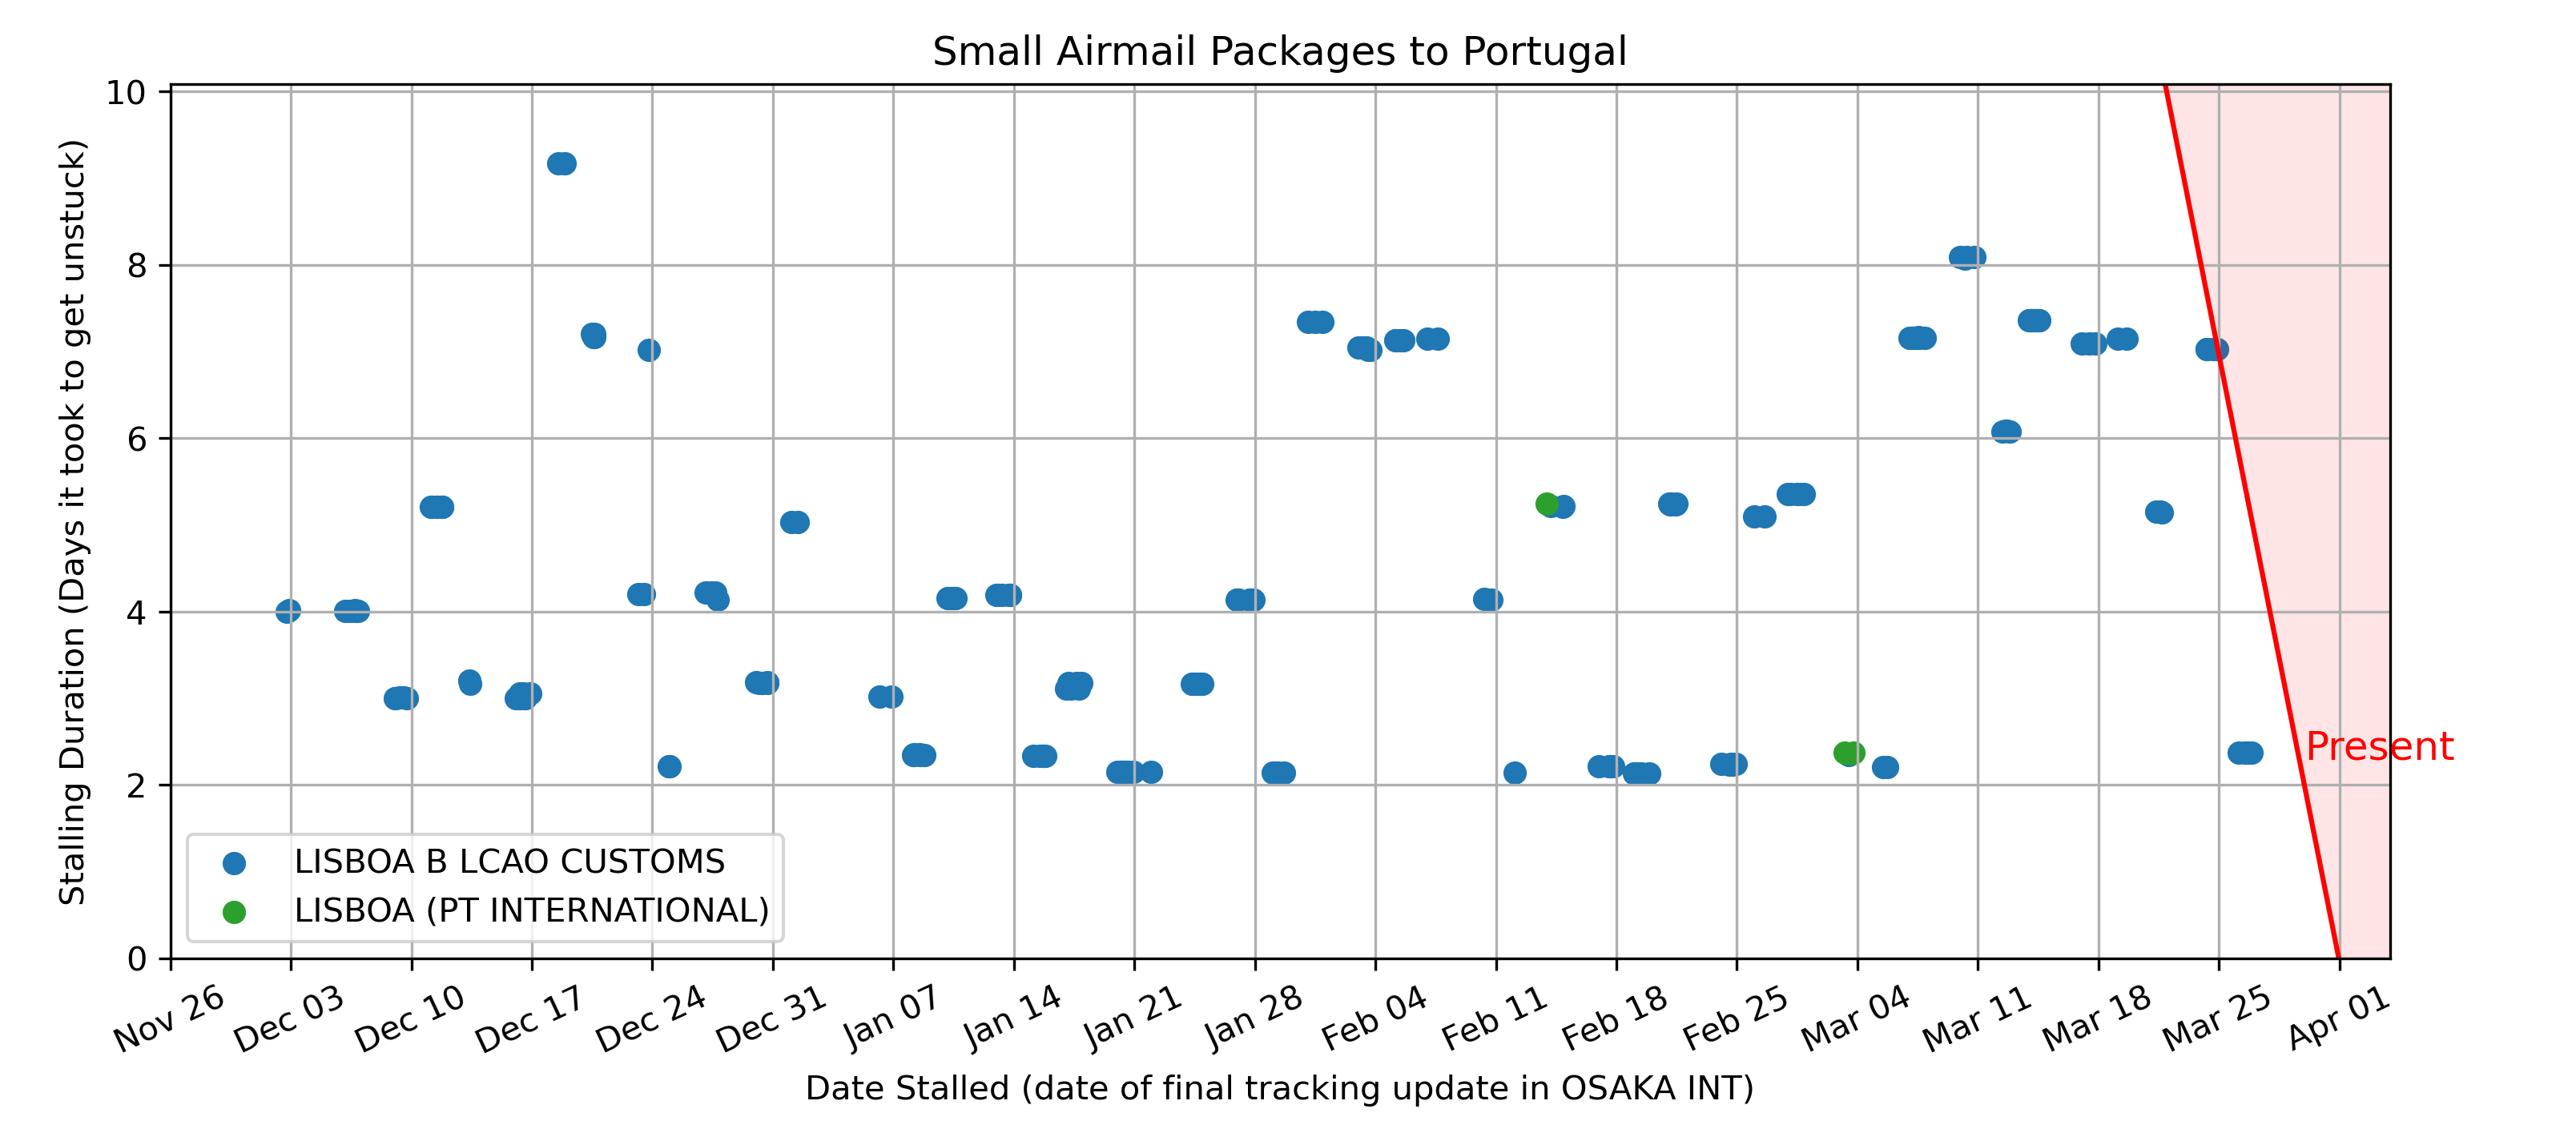 Small Airmail Packages to Portugal
Stalling Duration (Days it took to get unstuck)
10
8
6
4
2
0
Present
LISBOA B LCAO CUSTOMS
LISBOA (PT INTERNATIONAL)
Nov 26
Dec 03
Dec 10
Dec 17
Dec 24
Dec 31
Jan 07
Jan 14
Jan 21
Jan 28
Feb 04
Feb 11
Feb 18
Feb 25
Mar 04
Mar 11
Mar 18
Mar 25
Apr 01
Date Stalled (date of final tracking update in OSAKA INT)